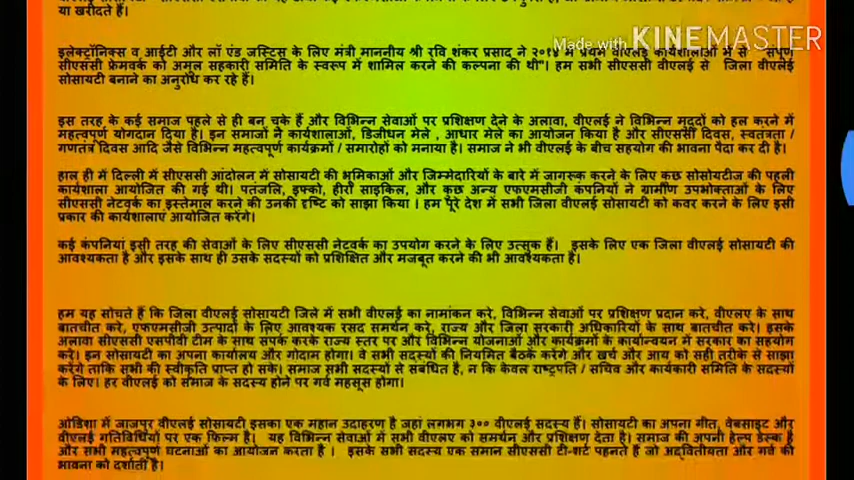 या खरीदते हैं।
इलेक्ट्रॉनिक्स व आईटी और लॉ एंड जस्टिस के लिए मंत्री माननीय श्री रवि शंकर प्रसाद ने २०१४ में प्रथम वीएलई कार्यशालाओं में से संपूर्ण
Made with KINEMASTER
सीएससी फ्रेमवर्क को अमूल सहकारी समिति के स्वरूप में शामिल करने की कल्पना की थी"। हम सभी सीएससी वीएलई से जिला वीएलई
सोसायटी बनाने का अनुरोध कर रहे हैं।
इस तरह के कई समाज पहले से ही बन चुके हैं और विभिन्न सेवाओं पर प्रशिक्षण देने के अलावा, वीएलई ने विभिन्न मुद्दों को हल करने में
महत्वपूर्ण योगदान दिया है। इन समाजों ने कार्यशालाओं, डिजीधन मेले , आधार मेले का आयोजन किया है और सीएससी दिवस, स्वतंत्रता /
गणतंत्र दिवस आदि जैसे विभिन्न महत्वपूर्ण कार्यक्रमों / समारोहों को मनाया है। समाज ने भी वीएलई के बीच सहयोग की भावना पैदा कर दी है।
हाल ही में दिल्ली में सीएससी आंदोलन में सोसायटी की भूमिकाओं और जिम्मेदारियों के बारे में जागरूक करने के लिए कुछ सोसोयटीज की पहली
कार्यशाला आयोजित की गई थी। पतंजलि, इफ्को, हीरो साइकिल, और कुछ अन्य एफएमसीजी कंपनियों ने ग्रामीण उपभोक्ताओं के लिए
सीएससी नेटवर्क का इस्तेमाल करने की उनकी दृष्टि को साझा किया । हम पूरे देश में सभी जिला वीएलई सोसायटी को कवर करने के लिए इसी
प्रकार की कार्यशालाएं आयोजित करेंगे।
कई कंपनियां इसी तरह की सेवाओं के लिए सीएससी नेटवर्क का उपयोग करने के लिए उत्सुक हैं। इसके लिए एक जिला वीएलई सोसायटी की
आवश्यकता है और इसके साथ ही उसके सदस्यों को प्रशिक्षित और मजबूत करने की भी आवश्यकता है।
हम यह सोचते हैं कि जिला वीएलई सोसायटी जिले में सभी वीएलई का नामांकन करे, विभिन्न सेवाओं पर प्रशिक्षण प्रदान करे, वीएलए के साथ
बातचीत करे, एफएमसीजी उत्पादों के लिए आवश्यक रसद समर्थन करे, राज्य और जिला सरकारी अधिकारियों के साथ बातचीत करे। इसके
अलावा सीएससी एसपीवी टीम के साथ संपर्क करके राज्य स्तर पर और विभिन्न योजनाओं और कार्यक्रमों के कार्यान्वयन में सरकार का सहयोग
करे। इन सोसायटी का अपना कार्यालय और गोदाम होगा। वे सभी सदस्यों की नियमित बैठकें करेंगे और खर्च और आय को सही तरीके से साझा
करेंगे ताकि सभी की स्वीकृति प्राप्त हो सके। समाज सभी सदस्यों से संबंधित है, न कि केवल राष्ट्रपति / सचिव और कार्यकारी समिति के सदस्यों
के लिए। हर वीएलई को समाज के सदस्य होने पर गर्व महसूस होगा।
ओडिशा में जाजपुर वीएलई सोसायटी इसका एक महान उदाहरण है जहां लगभग ३०० वीएलई सदस्य हैं। सोसायटी का अपना गीत, वेबसाइट और
वीएलई गतिविधियों पर एक फिल्म है। यह विभिन्न सेवाओं में सभी वीएलए को समर्थन और प्रशिक्षण देता है। समाज की अपनी हेल्प डेस्क है
और सभी महत्वपूर्ण घटनाओं का आयोजन करता है । इसके सभी सदस्य एक समान सीएससी टी-शर्ट पहनते हैं जो अद्वितीयता और गर्व की
भावना को दर्शाती है।